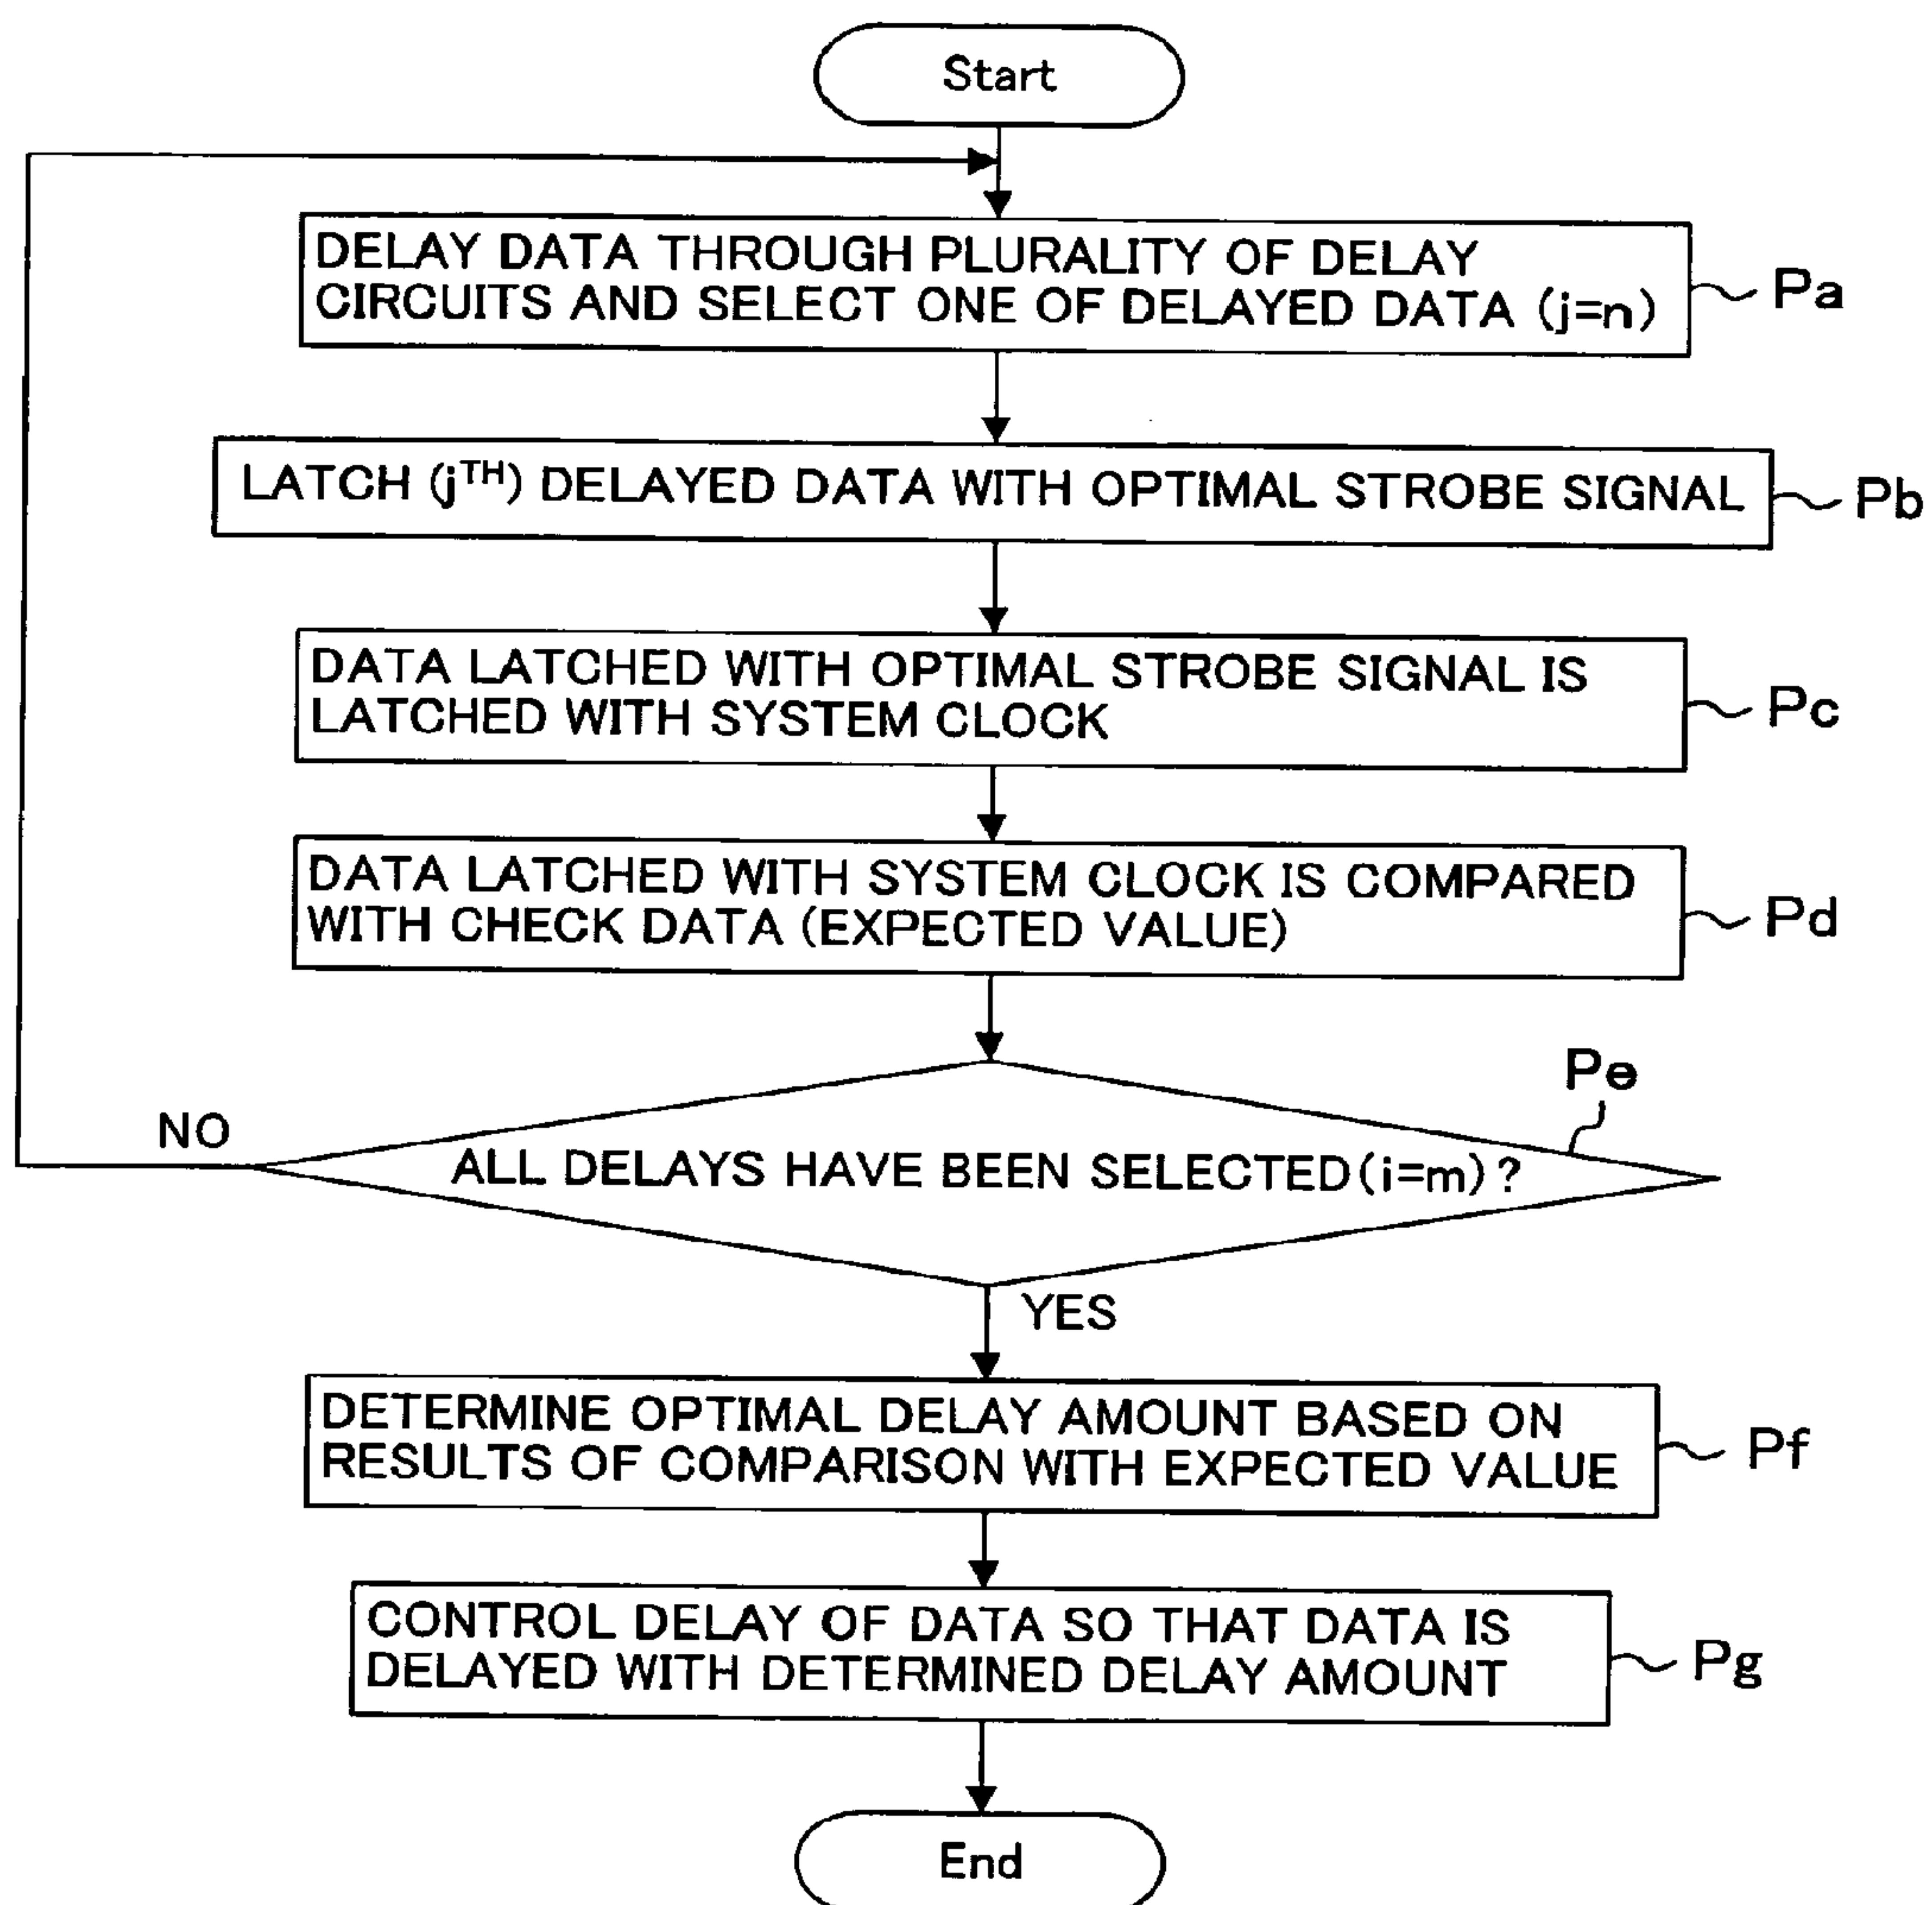 Start
DELAY DATA THROUGH PLURALITY OF DELAY
CIRCUITS AND SELECT ONE OF DELAYED DATA (j=n)
Pa
LATCH (jTH) DELAYED DATA WITH OPTIMAL STROBE SIGNAL
Pb
DATA LATCHED WITH OPTIMAL STROBE SIGNAL IS
LATCHED WITH SYSTEM CLOCK
Pc
DATA LATCHED WITH SYSTEM CLOCK IS COMPARED
WITH CHECK DATA (EXPECTED VALUE)
Pd
Pe
NO
ALL DELAYS HAVE BEEN SELECTED(i=m)?
YES
DETERMINE OPTIMAL DELAY AMOUNT BASED ON
RESULTS OF COMPARISON WITH EXPECTED VALUE
Pf
CONTROL DELAY OF DATA SO THAT DATA IS
DELAYED WITH DETERMINED DELAY AMOUNT
Pg
End